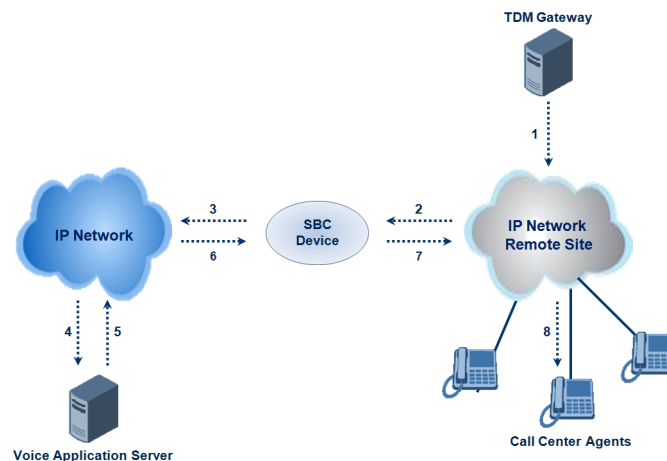 TDM Gateway
1
3
2
IP Network
SBC
Device
IP Network
Remote Site
6
7
4
5
8
Call Center Agents
Voice Application Server